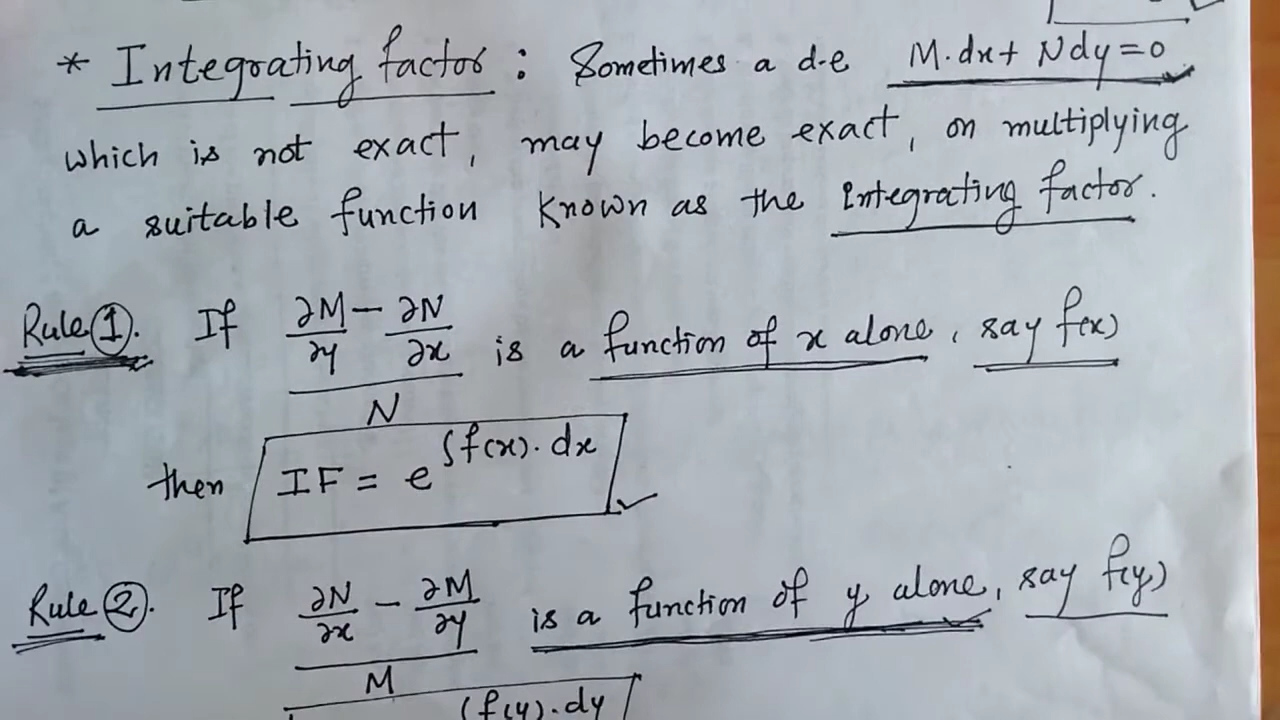 * Integrating factor : Sometimes a d.e M.dx + Ndy = 0
which is not exact, may become exact, on multiplying
a suitable function known as the integrating factor.
Rule ①. If (∂M/∂y − ∂N/∂x)/N is a function of x alone, say f(x)
then IF = e^∫f(x).dx
Rule ②. If (∂N/∂x − ∂M/∂y)/M is a function of y alone, say f(y)
∫f(y).dy